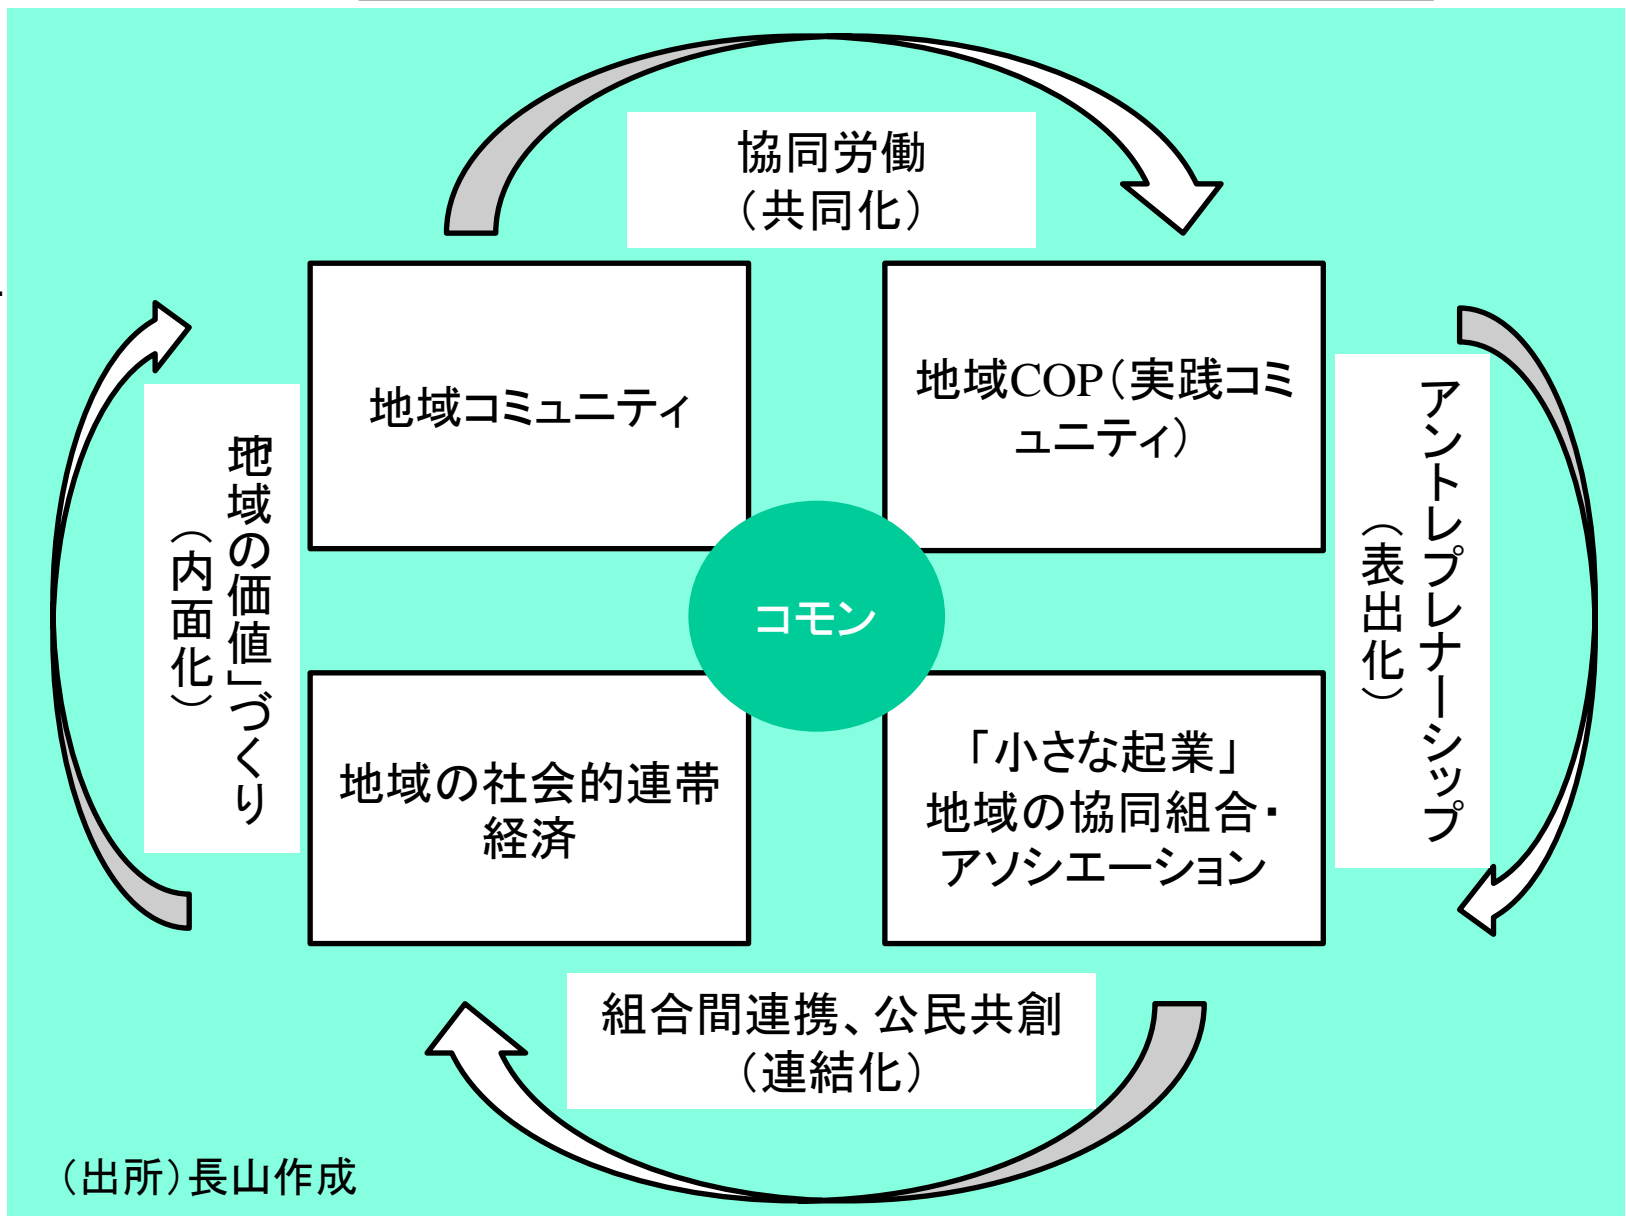 協同労働
（共同化）
地域コミュニティ
地域COP（実践コミ
ュニティ）
アントレプレナーシップ
（表出化）
地域の価値」づくり
（内面化）
コモン
地域の社会的連帯
経済
「小さな起業」
地域の協同組合・
アソシエーション
組合間連携、公民共創
（連結化）
（出所）長山作成